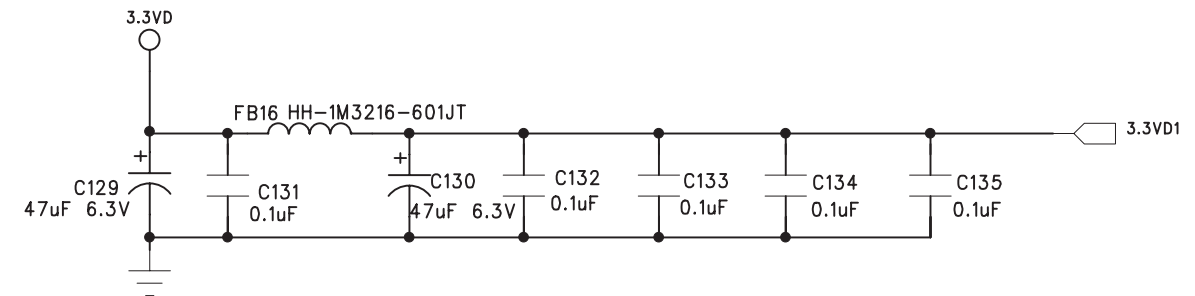 3.3VD
FB16 HH-1M3216-601JT
3.3VD1
C129
47uF 6.3V
C131
0.1uF
C130
47uF 6.3V
C132
0.1uF
C133
0.1uF
C134
0.1uF
C135
0.1uF